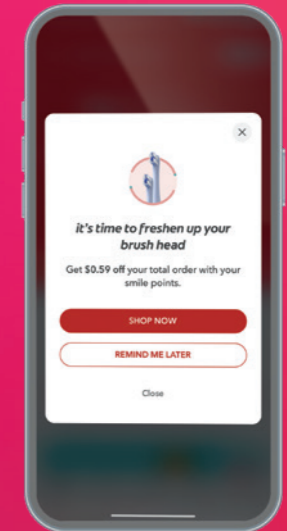 it's time to freshen up your
brush head
Get $0.59 off your total order with your
smile points.
SHOP NOW
REMIND ME LATER
Close